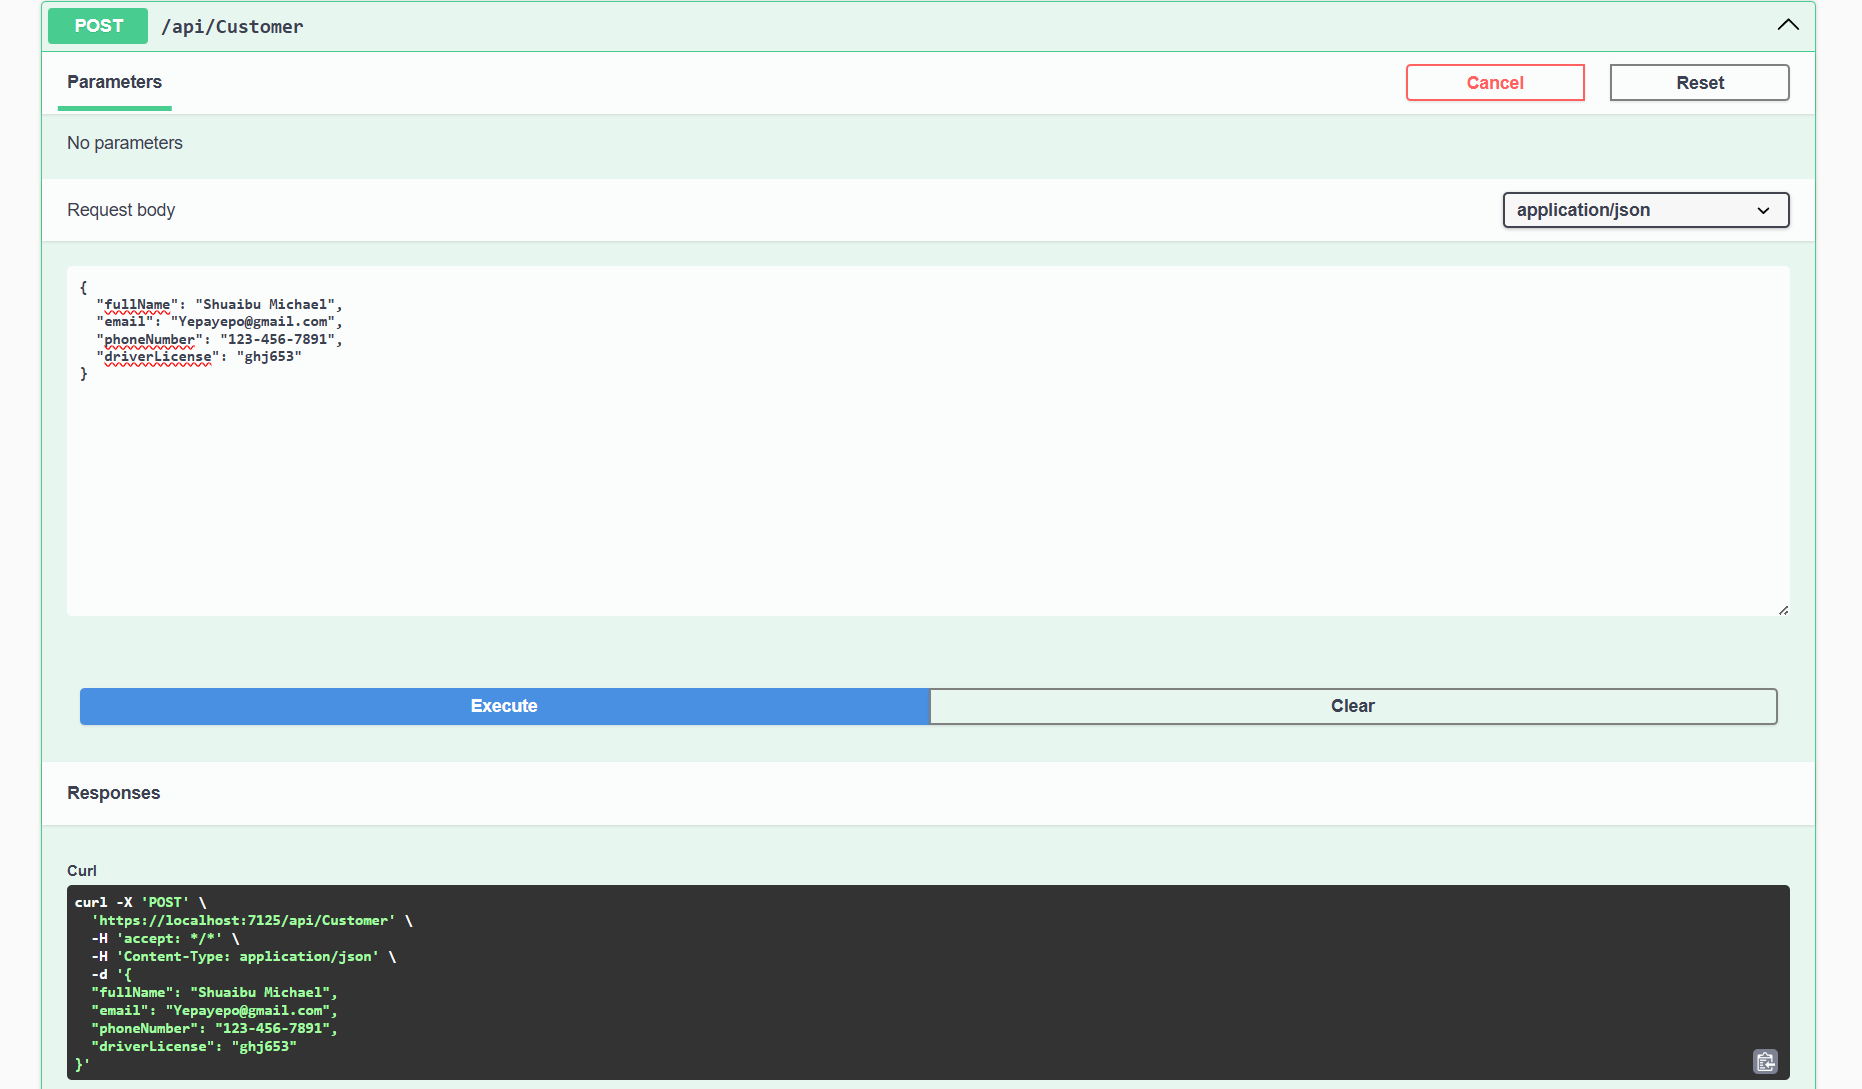 POST /api/Customer
Parameters
Cancel
Reset
No parameters
Request body
application/json
{
  "fullName": "Shuaibu Michael",
  "email": "Yepayepo@gmail.com",
  "phoneNumber": "123-456-7891",
  "driverLicense": "ghj653"
}
Execute
Clear
Responses
Curl
curl -X 'POST' \
  'https://localhost:7125/api/Customer' \
  -H 'accept: */*' \
  -H 'Content-Type: application/json' \
  -d '{
  "fullName": "Shuaibu Michael",
  "email": "Yepayepo@gmail.com",
  "phoneNumber": "123-456-7891",
  "driverLicense": "ghj653"
}'